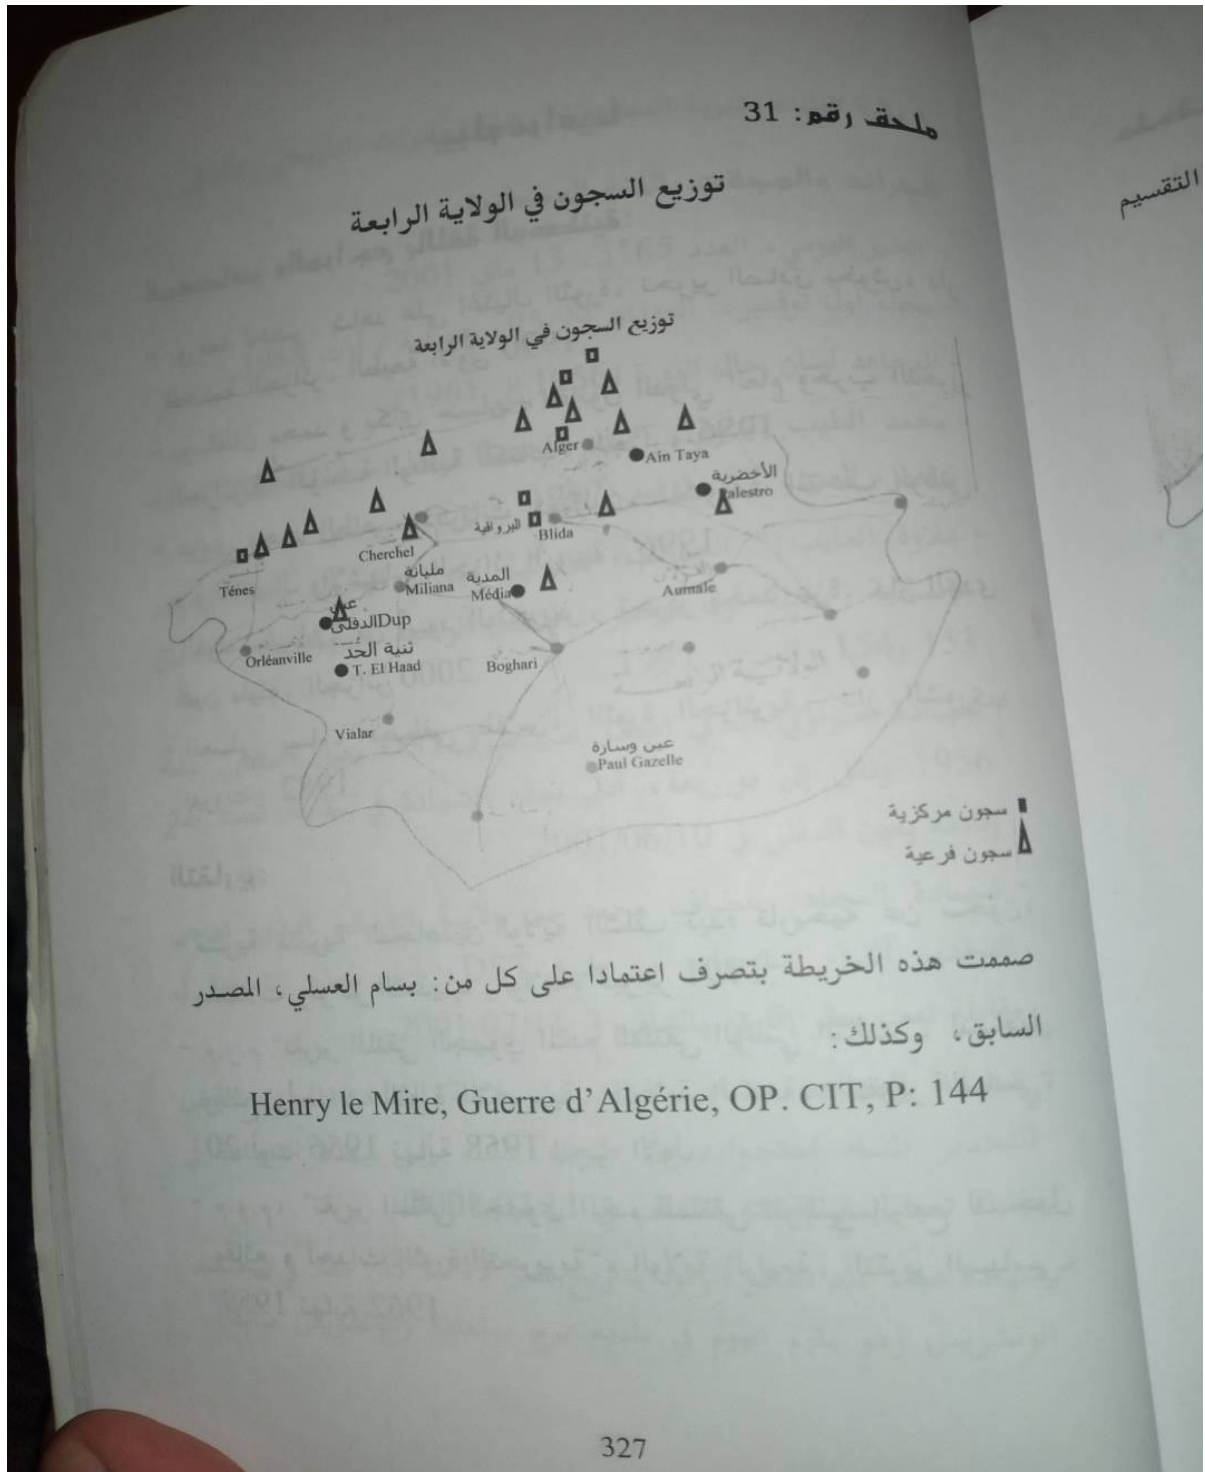 ملحق رقم: 31
التقسيم
توزيع السجون في الولاية الرابعة
توزيع السجون في الولاية الرابعة
Alger
Ain Taya
الأخضرية
Palestro
البرواقية
Blida
Cherchel
Ténes
مليانة
Miliana
المدية
Média
Aumale
الدفلىDup
Orléanville
ثنية الحد
T. El Haad
Boghari
Vialar
عين وسارة
Paul Gazelle
سجون مركزية
سجون فرعية
صممت هذه الخريطة بتصرف اعتمادا على كل من: بسام العسلي، المصدر
السابق، وكذلك:
Henry le Mire, Guerre d'Algérie, OP. CIT, P: 144
327